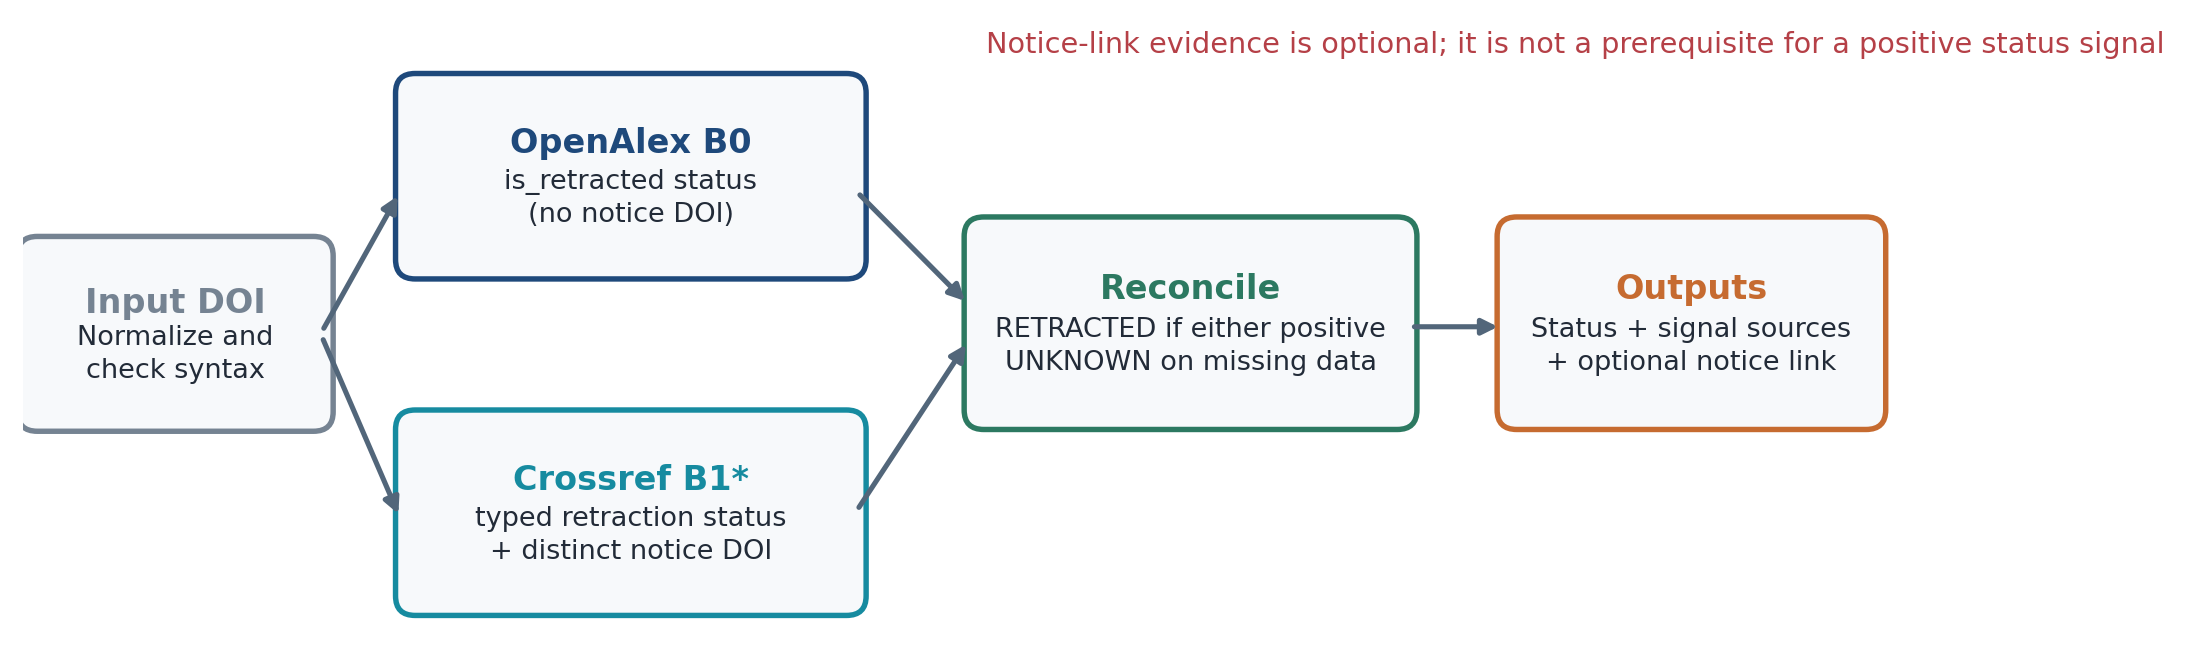 Notice-link evidence is optional; it is not a prerequisite for a positive status signal
Input DOI
Normalize and
check syntax
OpenAlex B0
is_retracted status
(no notice DOI)
Crossref B1*
typed retraction status
+ distinct notice DOI
Reconcile
RETRACTED if either positive
UNKNOWN on missing data
Outputs
Status + signal sources
+ optional notice link